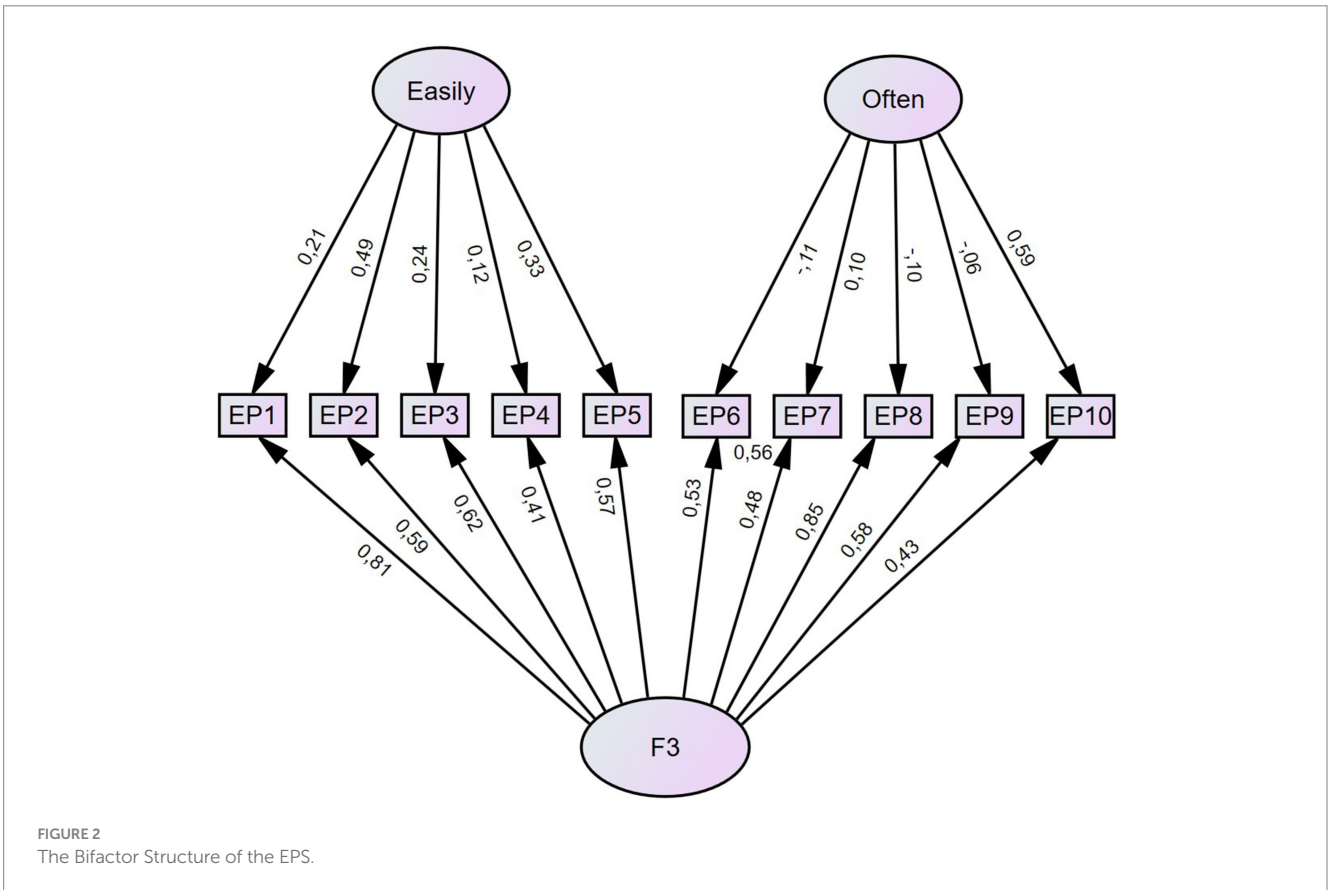 Easily
Often
0,21
0,49
0,24
0,12
0,33
-,11
0,10
-,10
-,06
0,59
EP1
EP2
EP3
EP4
EP5
EP6
EP7
EP8
EP9
EP10
0,56
0,81
0,59
0,62
0,41
0,57
0,53
0,48
0,85
0,58
0,43
F3
FIGURE 2
The Bifactor Structure of the EPS.